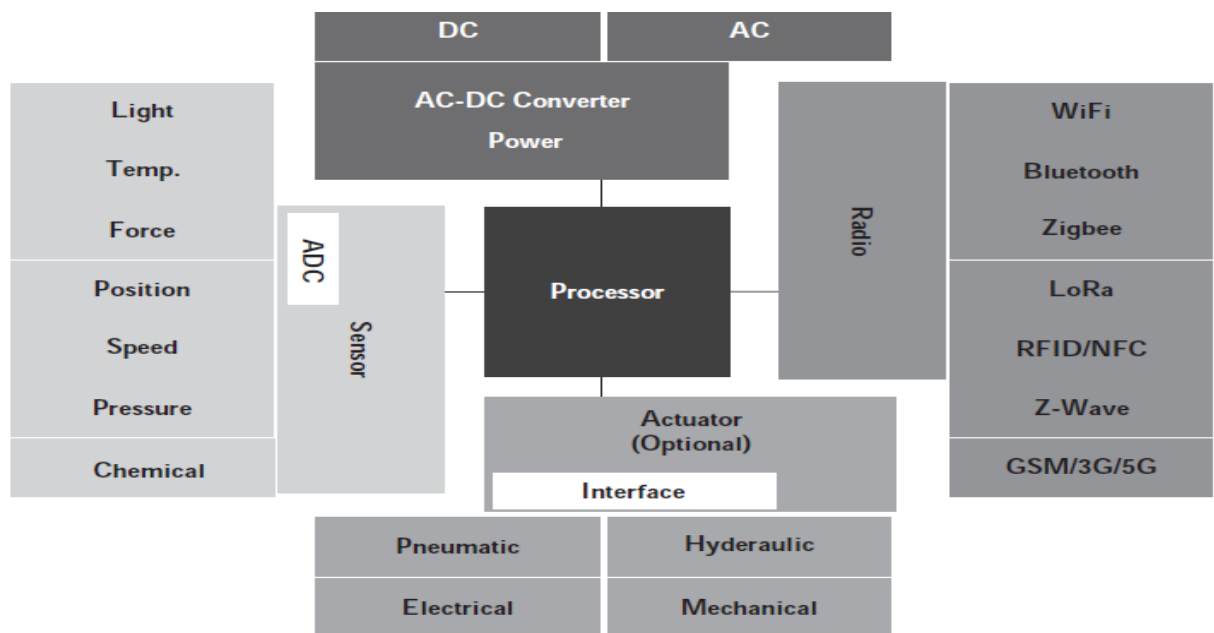 DC
AC
AC-DC Converter
Power
Light
Temp.
Force
Position
Speed
Pressure
Chemical
ADC
Sensor
Processor
Radio
WiFi
Bluetooth
Zigbee
LoRa
RFID/NFC
Z-Wave
GSM/3G/5G
Actuator
(Optional)
Interface
Pneumatic
Hyderaulic
Electrical
Mechanical